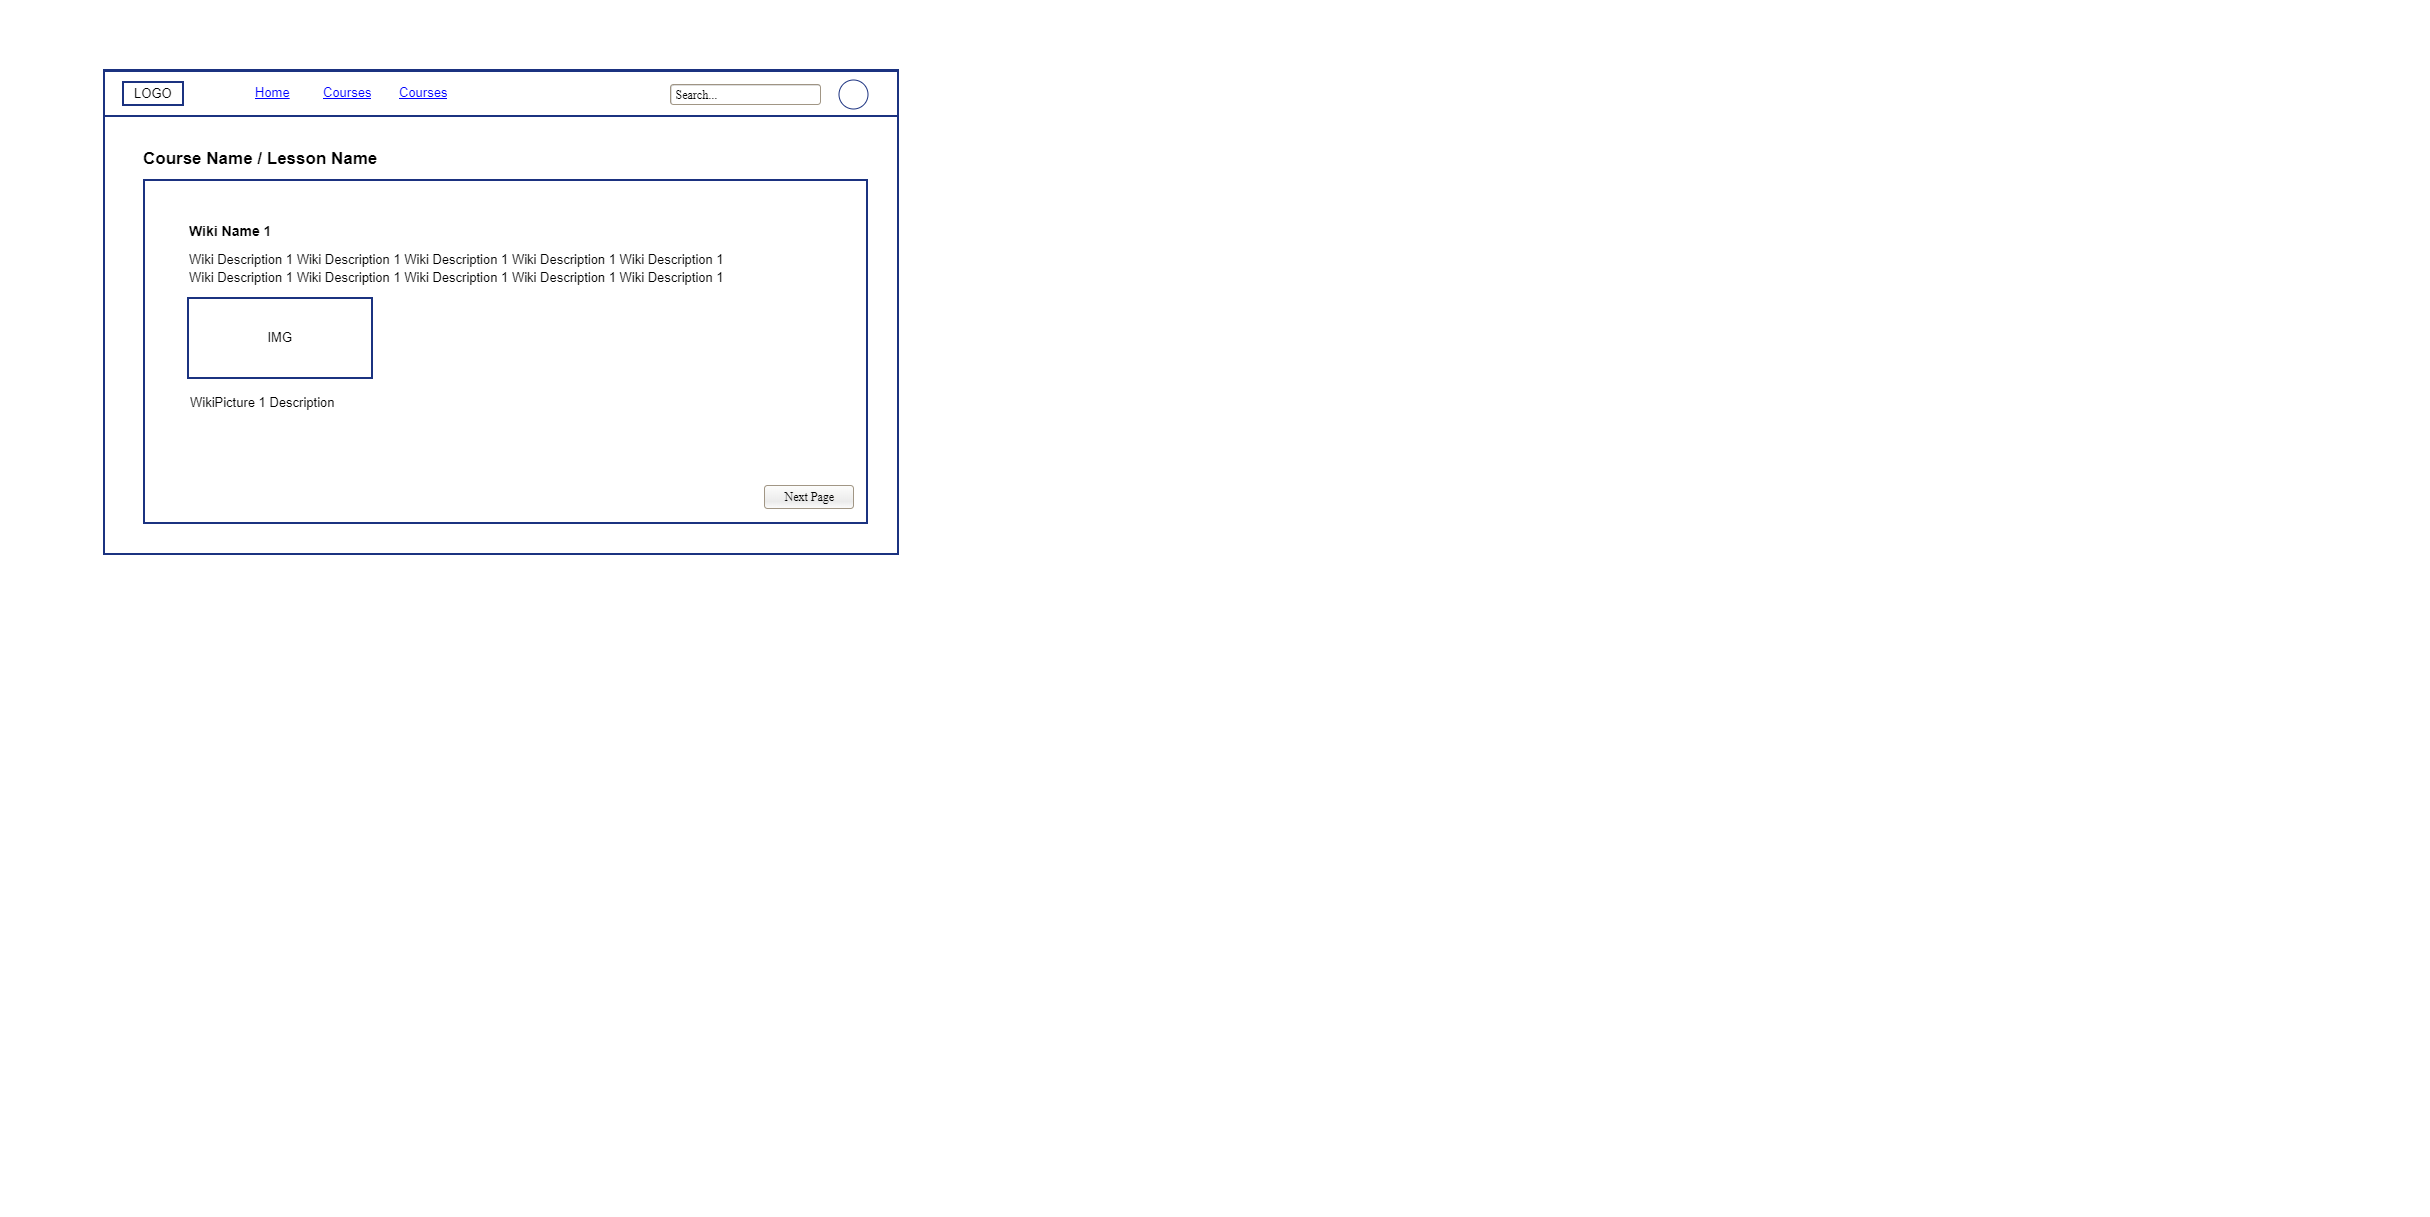 LOGO Home Courses Courses Search...
Course Name / Lesson Name
Wiki Name 1
Wiki Description 1 Wiki Description 1 Wiki Description 1 Wiki Description 1 Wiki Description 1
Wiki Description 1 Wiki Description 1 Wiki Description 1 Wiki Description 1 Wiki Description 1
IMG
WikiPicture 1 Description
Next Page